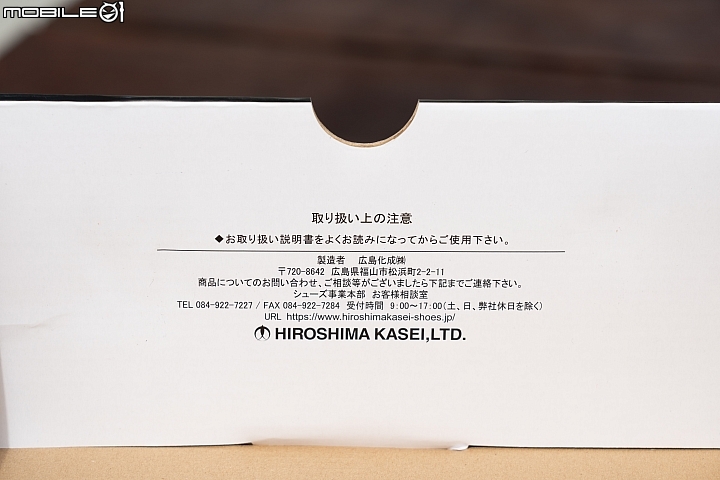 MOBILE01
取り扱い上の注意
◆お取り扱い説明書をよくお読みになってからご使用下さい。
製造者 広島化成㈱
〒720-8642 広島県福山市松浜町2-2-11
商品についてのお問い合わせ、ご相談等がございましたら下記までご連絡下さい。
シューズ事業本部 お客様相談室
TEL 084-922-7227 / FAX 084-922-7284 受付時間 9:00～17:00(土、日、弊社休日を除く)
URL https://www.hiroshimakasei-shoes.jp/
HIROSHIMA KASEI,LTD.